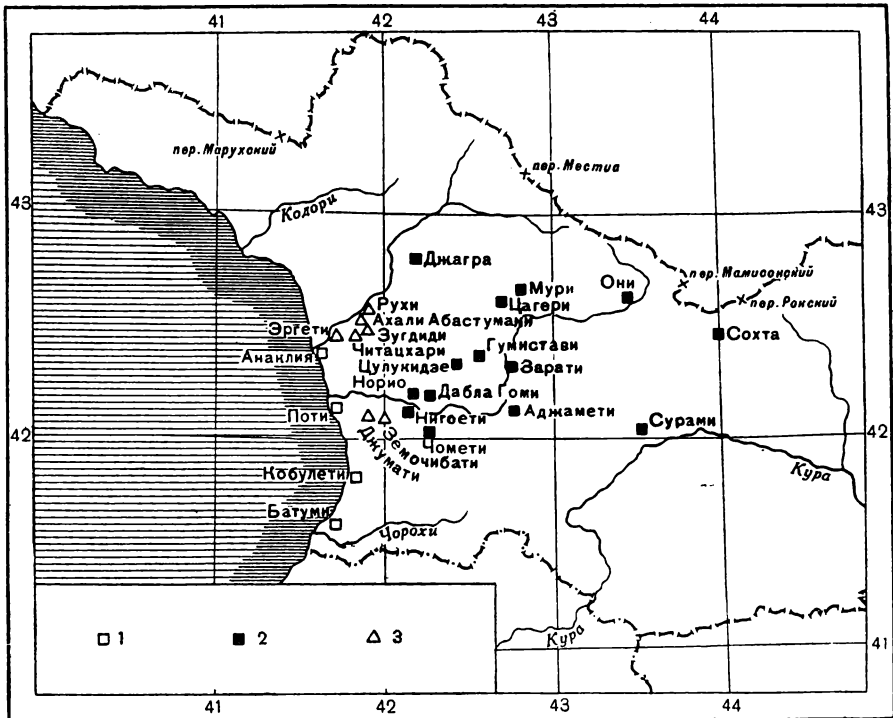 41 42 43 44
пер. Марухский
пер. Местиа
43 43
Кодори
Джагра
пер. Мамисонский
Мури
Они
Цагери
пер. Рокский
Рухи
Ахали Абастумани
Эргети
Зугдиди
Сохта
Гумистави
Анаклия
Читацхари
Цулукидзе
Зарати
Норио
Дабла Гоми
Поти
Нигоети
Аджамети
Сурами
42 42
Чомети
Земочибати
Джумати
Кобулети
Кура
Батуми
Чорохи
1 2 3
Кура
41
41 42 43 44